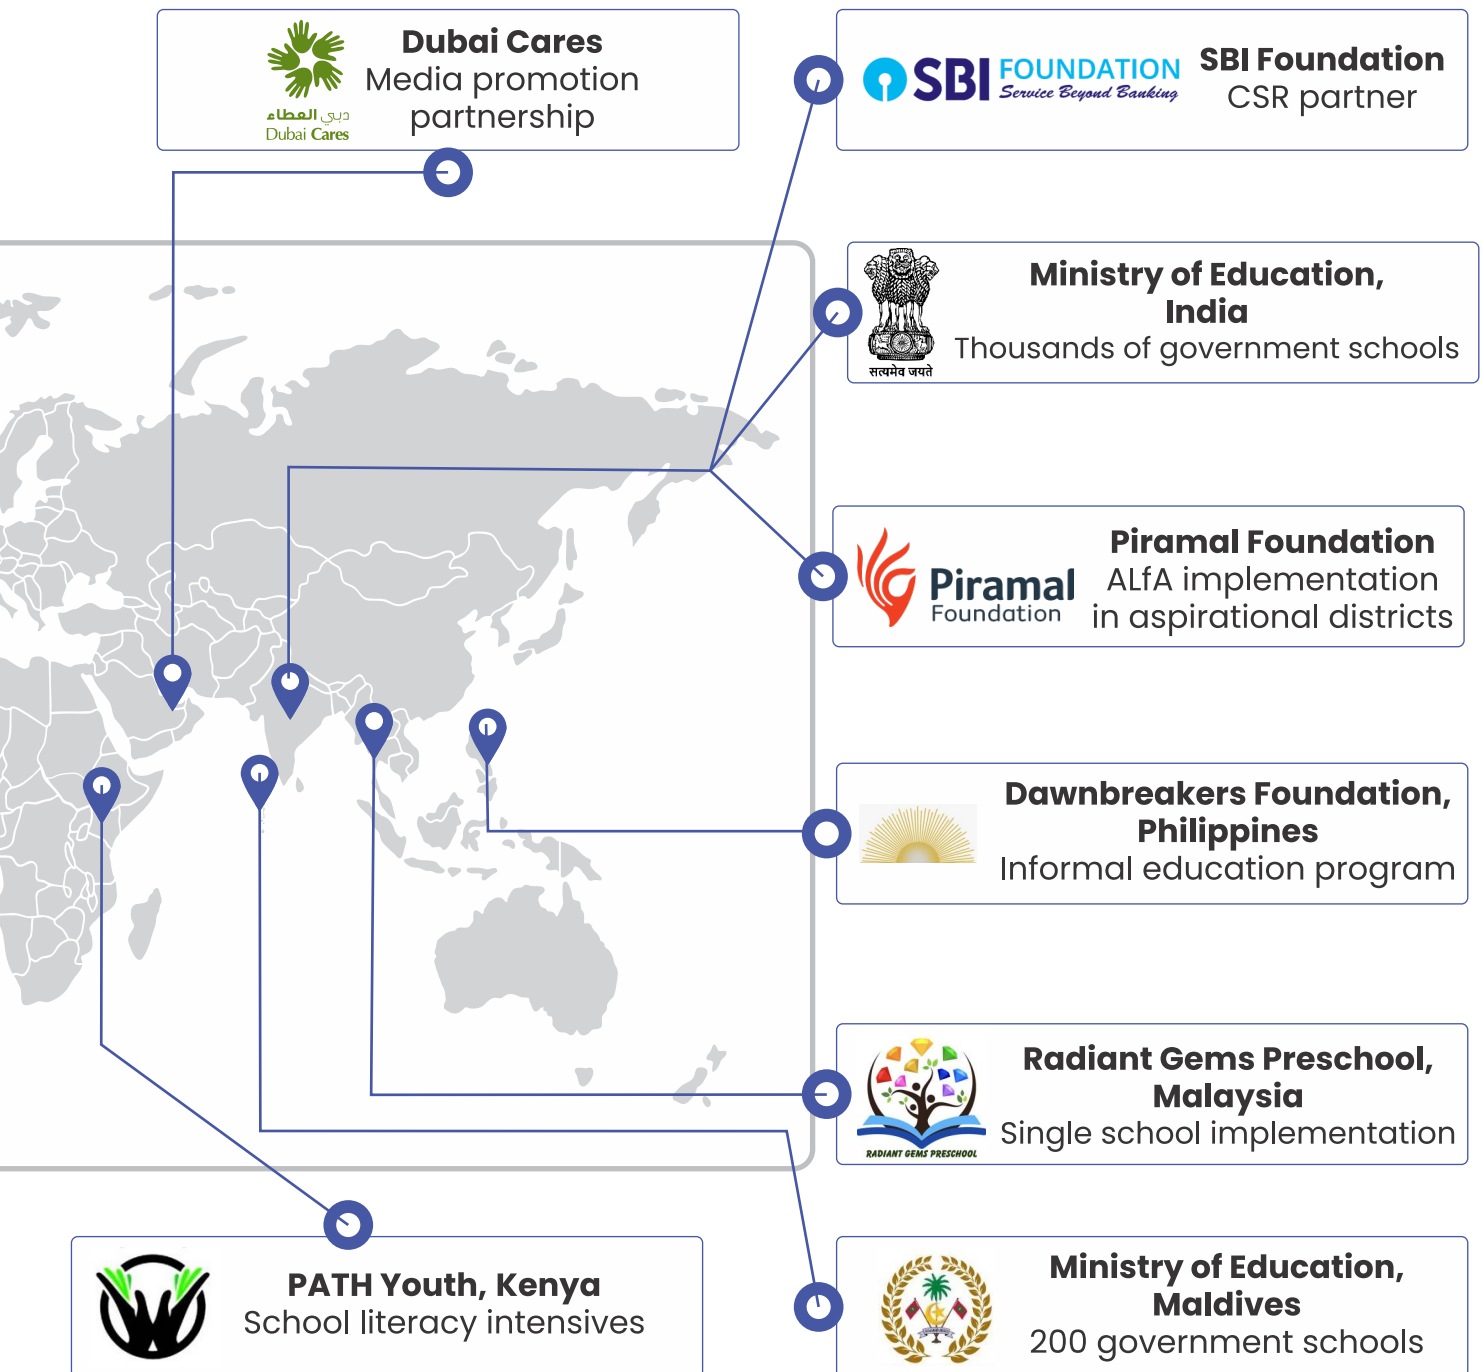 دبي العطاء
Dubai Cares
Dubai Cares
Media promotion
partnership
SBI FOUNDATION
Service Beyond Banking
SBI Foundation
CSR partner
सत्यमेव जयते
Ministry of Education,
India
Thousands of government schools
Piramal
Foundation
Piramal Foundation
ALfA implementation
in aspirational districts
Dawnbreakers Foundation,
Philippines
Informal education program
RADIANT GEMS PRESCHOOL
Radiant Gems Preschool,
Malaysia
Single school implementation
PATH Youth, Kenya
School literacy intensives
Ministry of Education,
Maldives
200 government schools